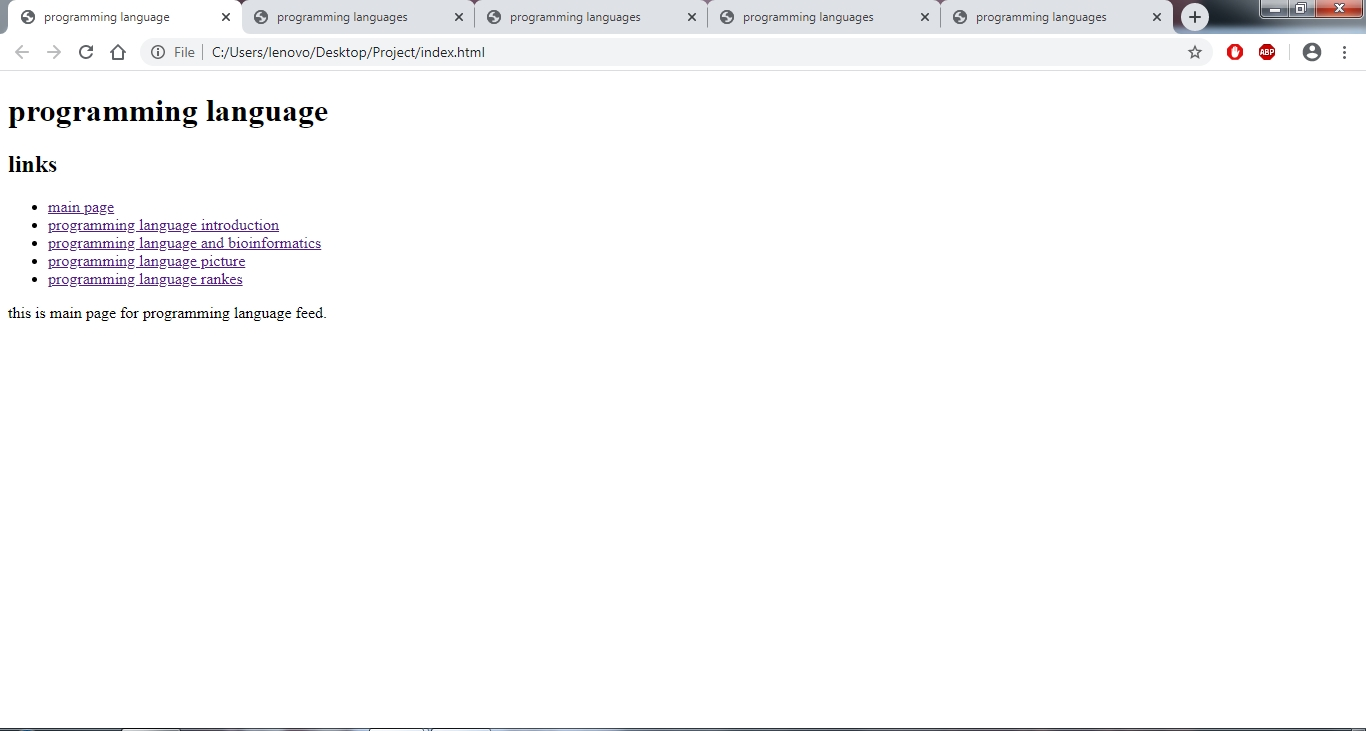 programming language
programming languages
programming languages
programming languages
programming languages
File
C:/Users/lenovo/Desktop/Project/index.html
ABP
programming language
links
main page
programming language introduction
programming language and bioinformatics
programming language picture
programming language rankes
this is main page for programming language feed.